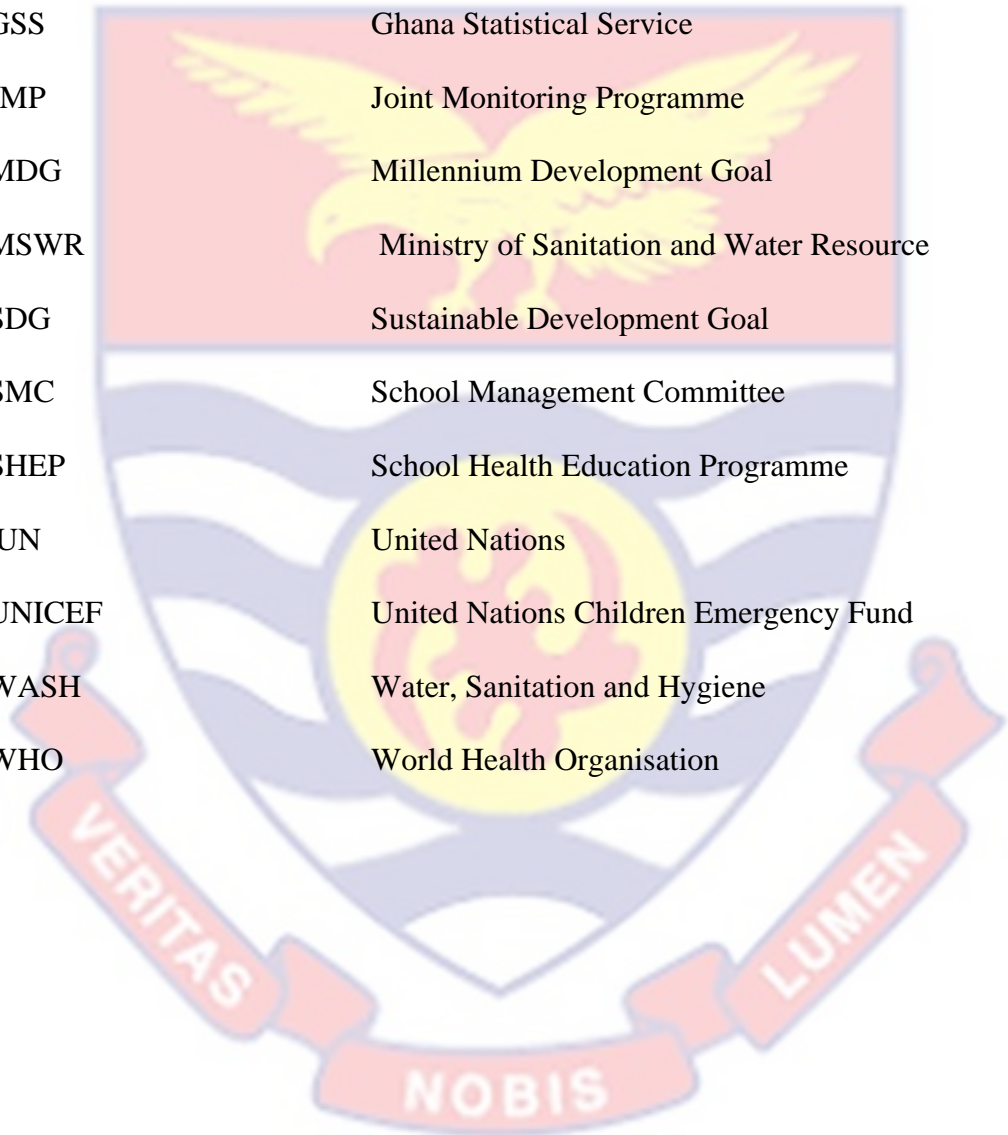 GSS Ghana Statistical Service
JMP Joint Monitoring Programme
MDG Millennium Development Goal
MSWR Ministry of Sanitation and Water Resource
SDG Sustainable Development Goal
SMC School Management Committee
SHEP School Health Education Programme
UN United Nations
UNICEF United Nations Children Emergency Fund
WASH Water, Sanitation and Hygiene
WHO World Health Organisation
VERITAS NOBIS LUMEN